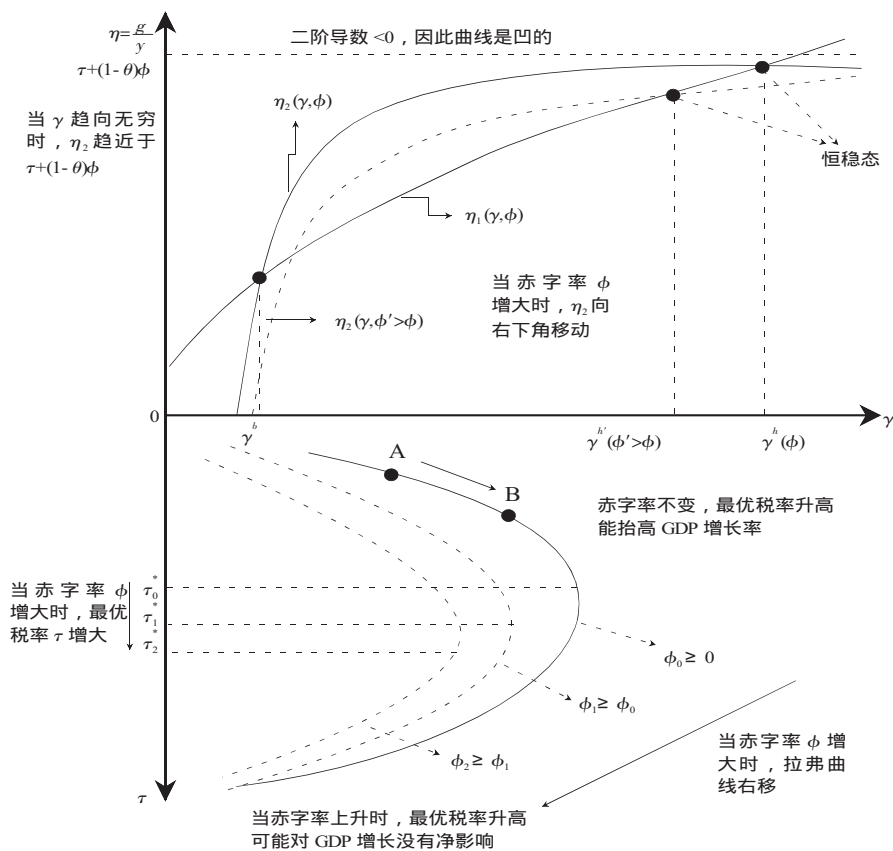 η=g/y
二阶导数<0，因此曲线是凹的
τ+(1-θ)φ
η₂(γ,φ)
当 γ 趋向无穷
时，η₂ 趋近于
τ+(1-θ)φ
恒稳态
η₁(γ,φ)
当赤字率 φ
增大时，η₂向
右下角移动
η₂(γ,φ′>φ)
0
γᵇ
γʰ′(φ′>φ)
γʰ(φ)
γ
A
B
赤字率不变，最优税率升高
能抬高 GDP 增长率
当赤字率 φ
增大时，最优
税率 τ 增大
τ₀*
τ₁*
τ₂*
φ₀≥ 0
φ₁≥ φ₀
φ₂≥ φ₁
当赤字率 φ 增
大时，拉弗曲
线右移
τ
当赤字率上升时，最优税率升高
可能对 GDP 增长没有净影响